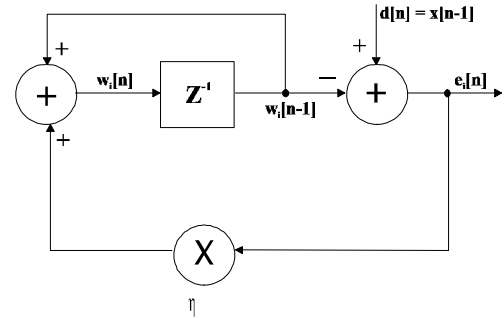 d[n] = x[n-1]
+
+
+
w_i[n]
Z^-1
w_i[n-1]
−
+
e_i[n]
+
X
η